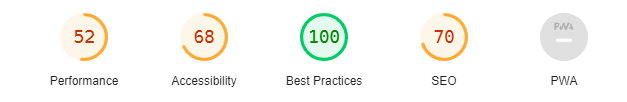 52 68 100 70 PWA
Performance Accessibility Best Practices SEO PWA